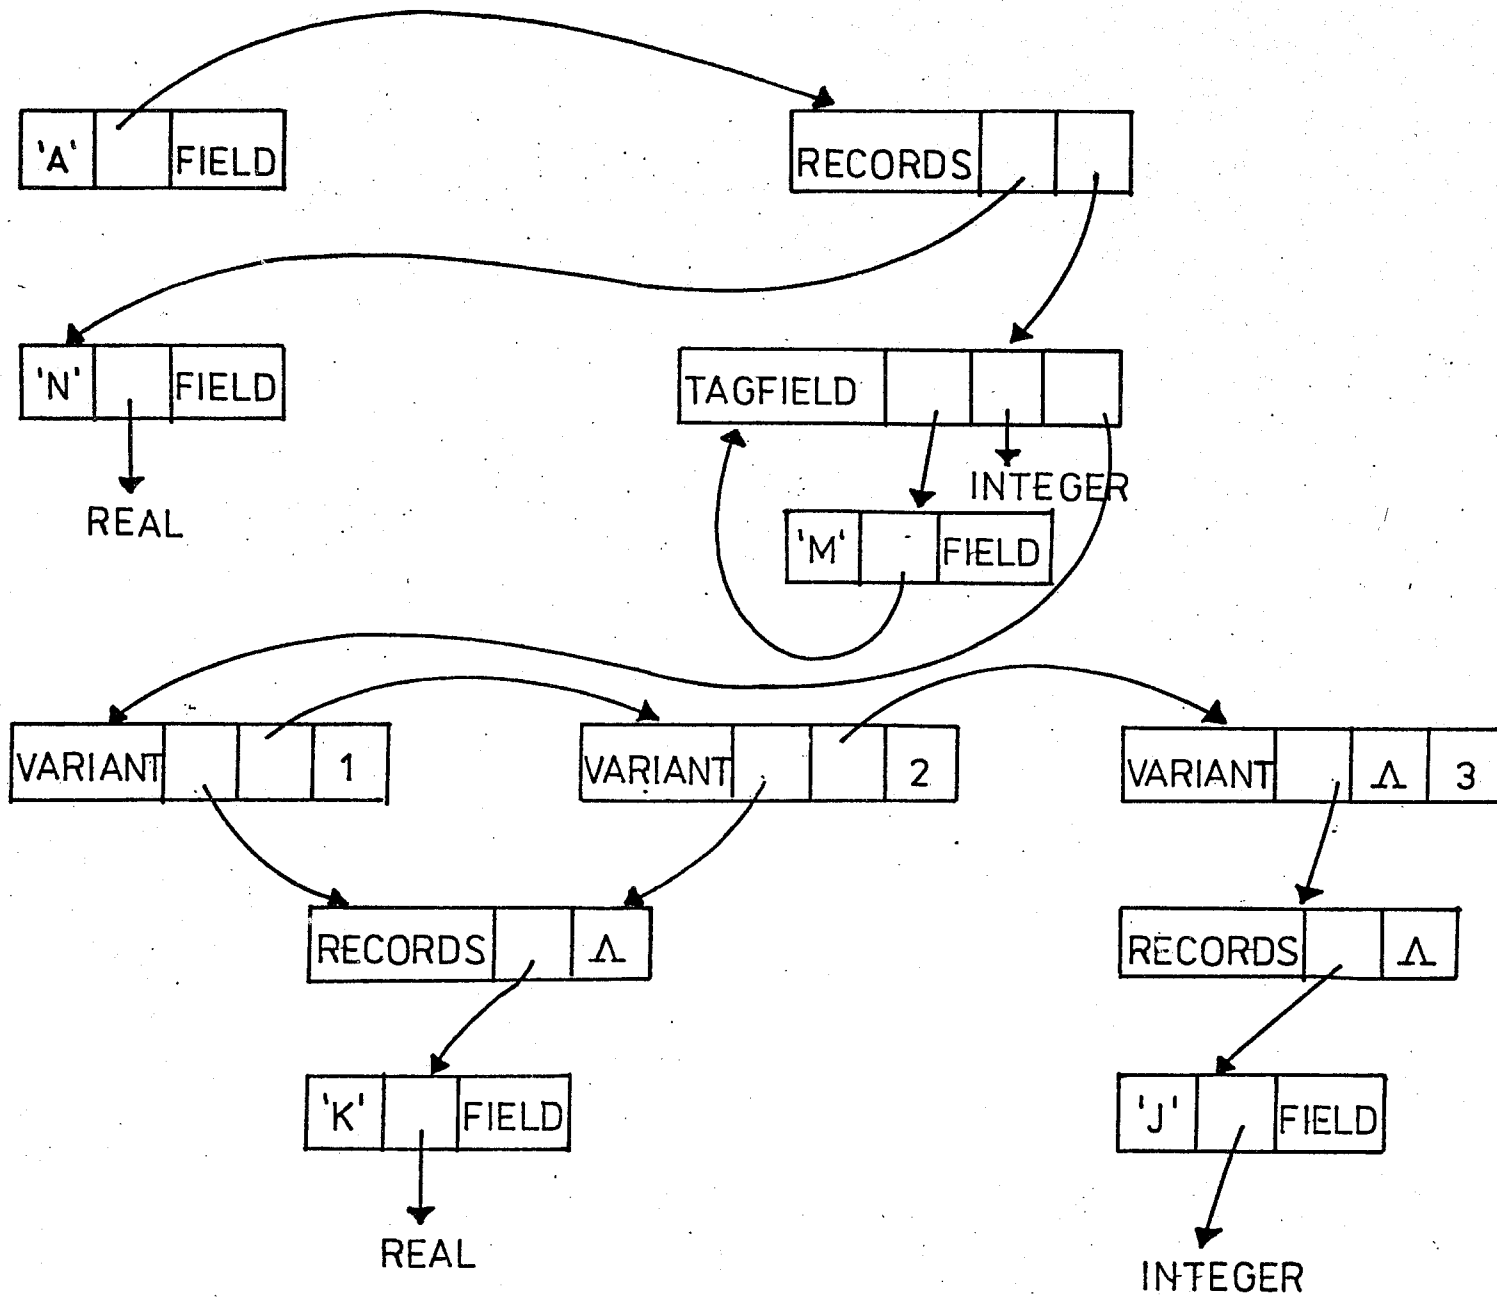 'A' FIELD
RECORDS
'N' FIELD
TAGFIELD
REAL
INTEGER
'M' FIELD
VARIANT 1
VARIANT 2
VARIANT Λ 3
RECORDS Λ
RECORDS Λ
'K' FIELD
'J' FIELD
REAL
INTEGER